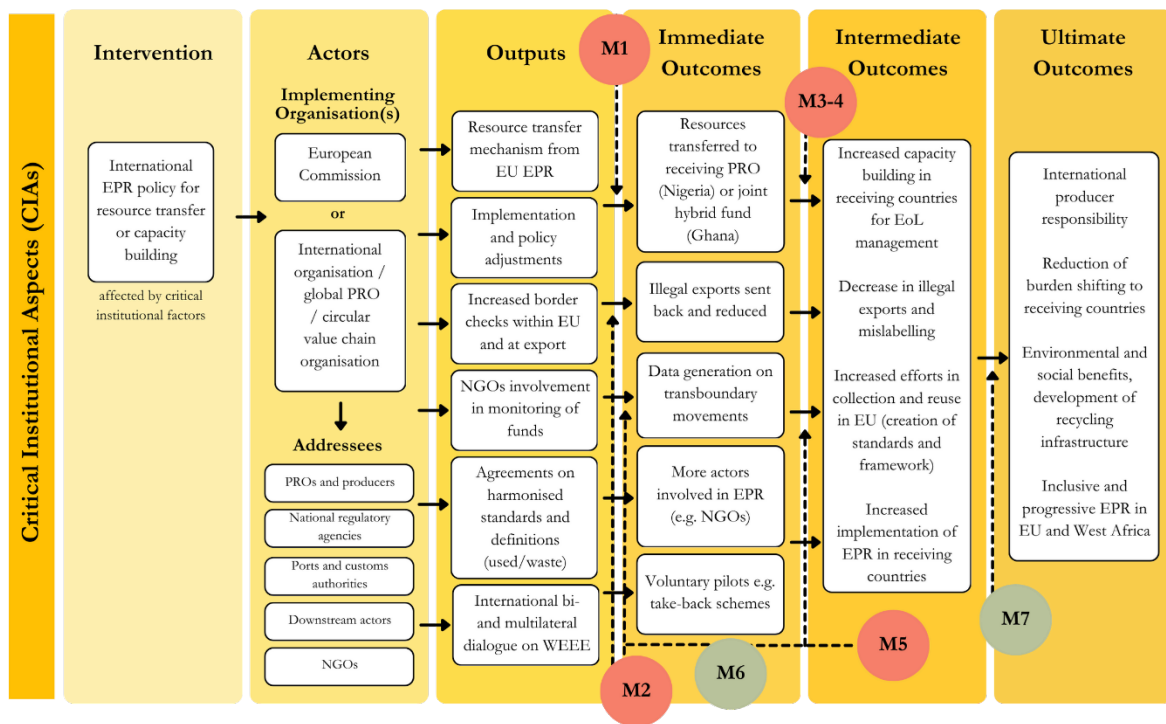 Critical Institutional Aspects (CIAs)
Intervention
International
EPR policy for
resource transfer
or capacity
building
affected by critical
institutional factors
Actors
Implementing
Organisation(s)
European
Commission
or
International
organisation /
global PRO
/ circular
value chain
organisation
Addressees
PROs and producers
National regulatory
agencies
Ports and customs
authorities
Downstream actors
NGOs
Outputs
Resource transfer
mechanism from
EU EPR
Implementation
and policy
adjustments
Increased border
checks within EU
and at export
NGOs involvement
in monitoring of
funds
Agreements on
harmonised
standards and
definitions
(used/waste)
International bi-
and multilateral
dialogue on WEEE
M1
Immediate
Outcomes
Resources
transferred to
receiving PRO
(Nigeria) or joint
hybrid fund
(Ghana)
Illegal exports sent
back and reduced
Data generation on
transboundary
movements
More actors
involved in EPR
(e.g. NGOs)
Voluntary pilots e.g.
take-back schemes
M2
M6
Intermediate
Outcomes
M3-4
Increased capacity
building in
receiving countries
for EoL
management
Decrease in illegal
exports and
mislabelling
Increased efforts in
collection and reuse
in EU (creation of
standards and
framework)
Increased
implementation of
EPR in receiving
countries
M5
Ultimate
Outcomes
International
producer
responsibility
Reduction of
burden shifting to
receiving countries
Environmental and
social benefits,
development of
recycling
infrastructure
Inclusive and
progressive EPR in
EU and West Africa
M7